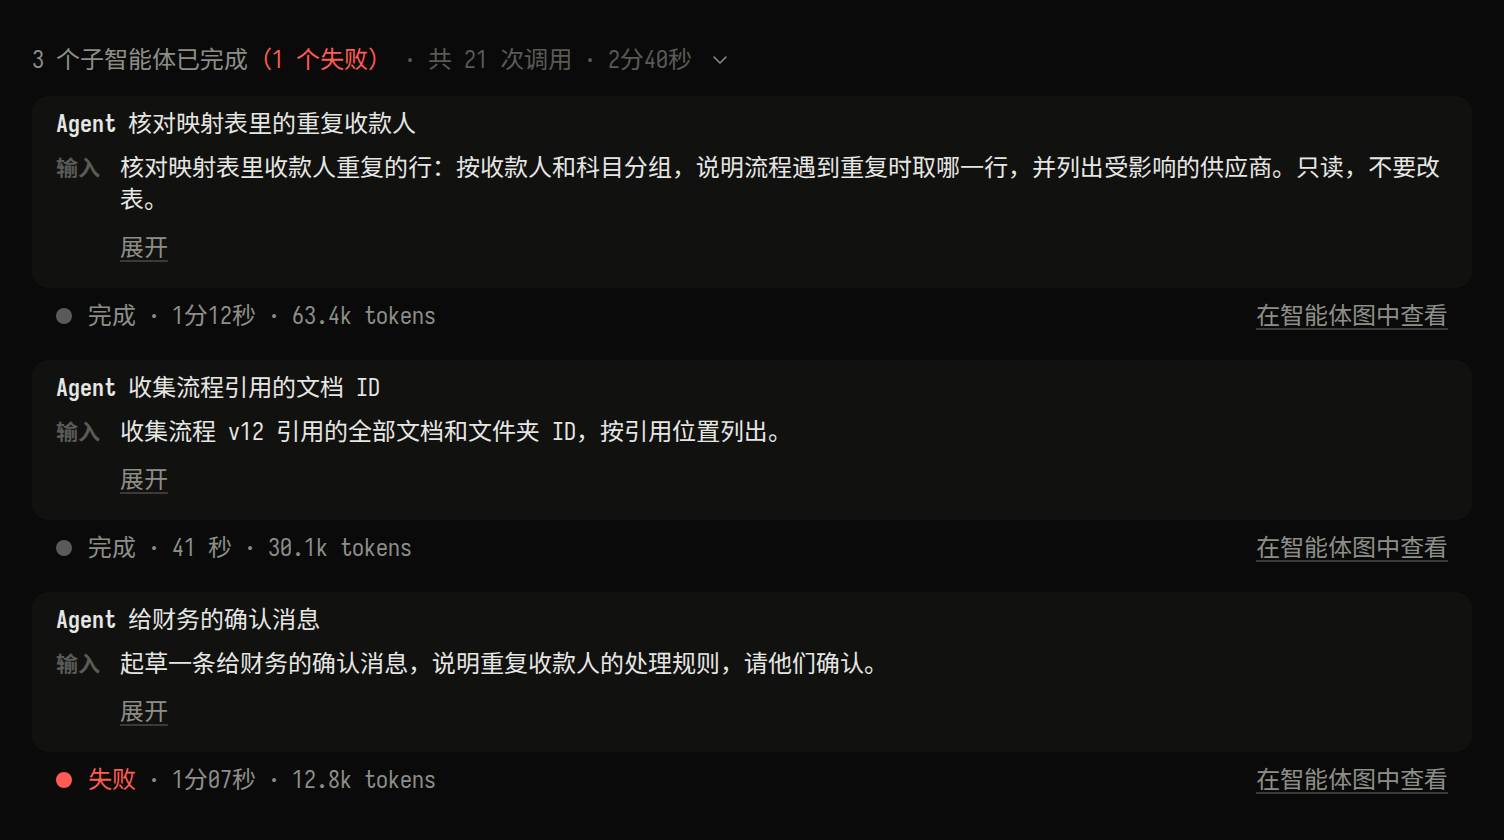 3 个子智能体已完成（1 个失败） · 共 21 次调用 · 2分40秒
Agent 核对映射表里的重复收款人
输入 核对映射表里收款人重复的行：按收款人和科目分组，说明流程遇到重复时取哪一行，并列出受影响的供应商。只读，不要改
表。
展开
完成 · 1分12秒 · 63.4k tokens 在智能体图中查看
Agent 收集流程引用的文档 ID
输入 收集流程 v12 引用的全部文档和文件夹 ID，按引用位置列出。
展开
完成 · 41 秒 · 30.1k tokens 在智能体图中查看
Agent 给财务的确认消息
输入 起草一条给财务的确认消息，说明重复收款人的处理规则，请他们确认。
展开
失败 · 1分07秒 · 12.8k tokens 在智能体图中查看